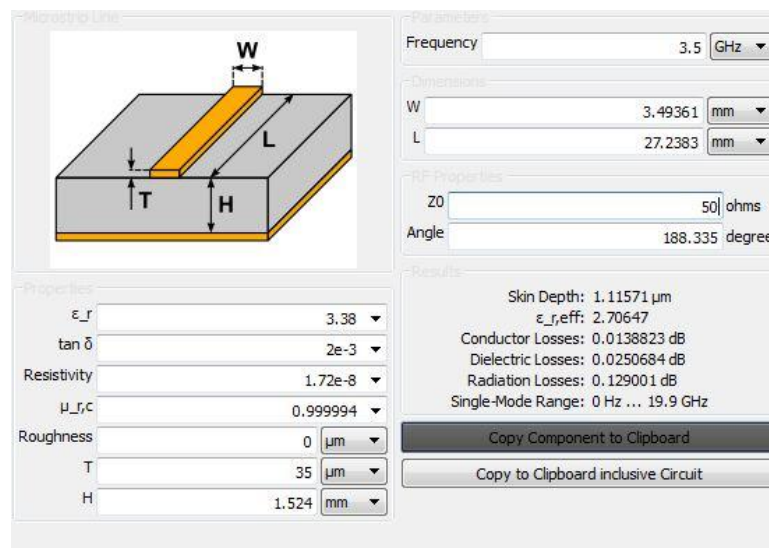 Microstrip Line
W
L
T
H
Properties
ε_r 3.38
tan δ 2e-3
Resistivity 1.72e-8
μ_r,c 0.999994
Roughness 0 μm
T 35 μm
H 1.524 mm
Parameters
Frequency 3.5 GHz
Dimensions
W 3.49361 mm
L 27.2383 mm
RF Properties
Z0 50 ohms
Angle 188.335 degree
Results
Skin Depth: 1.11571 μm
ε_r,eff: 2.70647
Conductor Losses: 0.0138823 dB
Dielectric Losses: 0.0250684 dB
Radiation Losses: 0.129001 dB
Single-Mode Range: 0 Hz ... 19.9 GHz
Copy Component to Clipboard
Copy to Clipboard inclusive Circuit